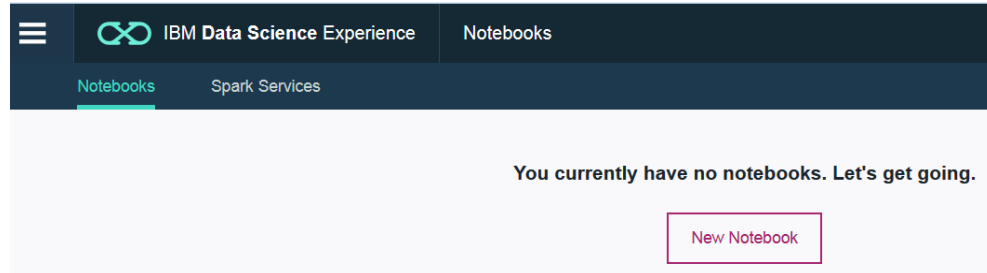 IBM Data Science Experience Notebooks
Notebooks Spark Services
You currently have no notebooks. Let's get going.
New Notebook